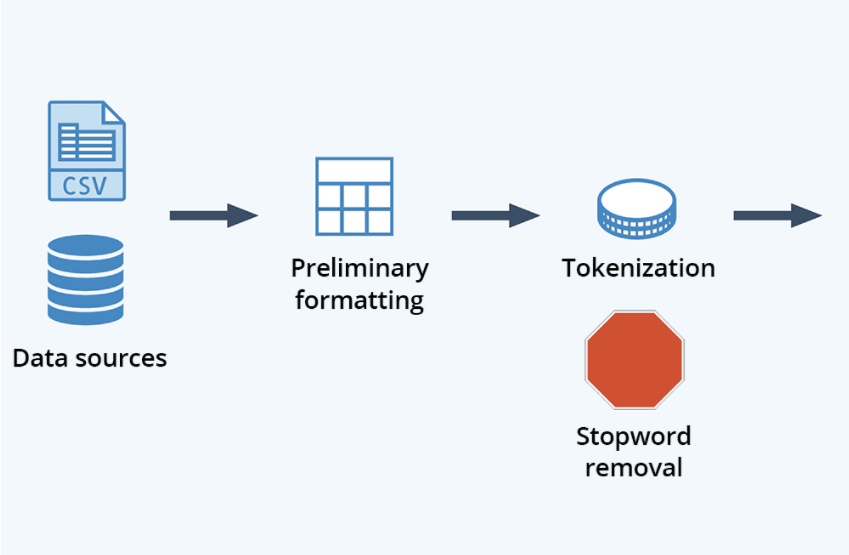 CSV
Data sources
Preliminary
formatting
Tokenization
Stopword
removal